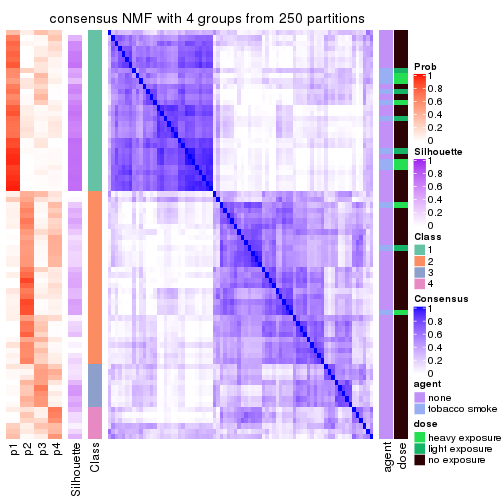 consensus NMF with 4 groups from 250 partitions
Prob
1
0.8
0.6
0.4
0.2
0
Silhouette
1
0.8
0.6
0.4
0.2
0
Class
1
2
3
4
Consensus
1
0.8
0.6
0.4
0.2
0
agent
none
tobacco smoke
dose
heavy exposure
light exposure
no exposure
p1
p2
p3
p4
Silhouette
Class
agent
dose